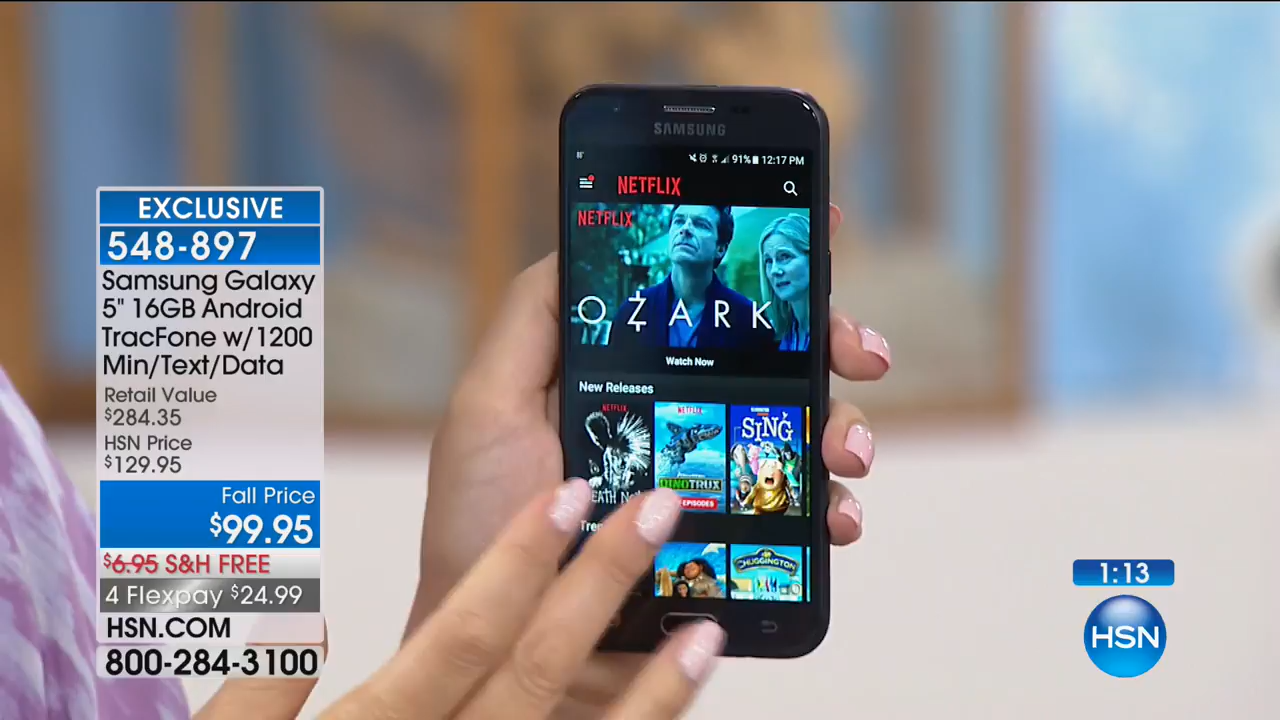 EXCLUSIVE
548-897
Samsung Galaxy
5" 16GB Android
TracFone w/1200
Min/Text/Data
Retail Value
$284.35
HSN Price
$129.95
Fall Price
$99.95
$6.95 S&H FREE
4 Flexpay $24.99
HSN.COM
800-284-3100
SAMSUNG
91% 12:17 PM
NETFLIX
NETFLIX
OZARK
Watch Now
New Releases
NETFLIX
NETFLIX
SING
DINOTRUX
EPISODES
CHUGGINGTON
1:13
HSN